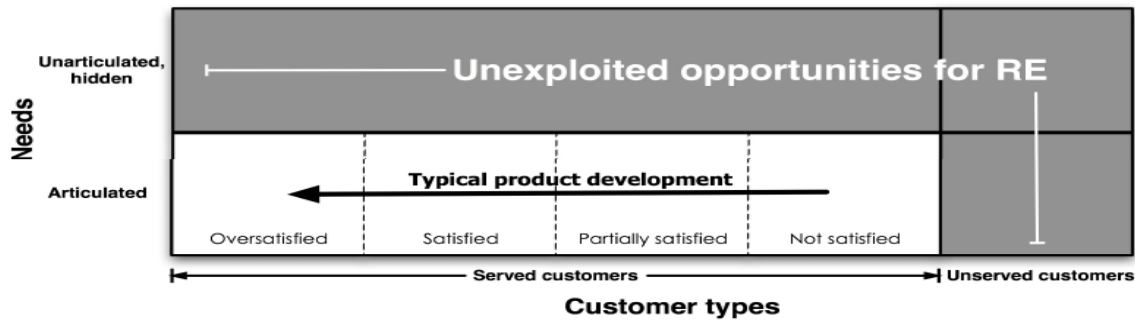 Unarticulated,
hidden
Unexploited opportunities for RE
Needs
Articulated
Typical product development
Oversatisfied
Satisfied
Partially satisfied
Not satisfied
Served customers
Unserved customers
Customer types